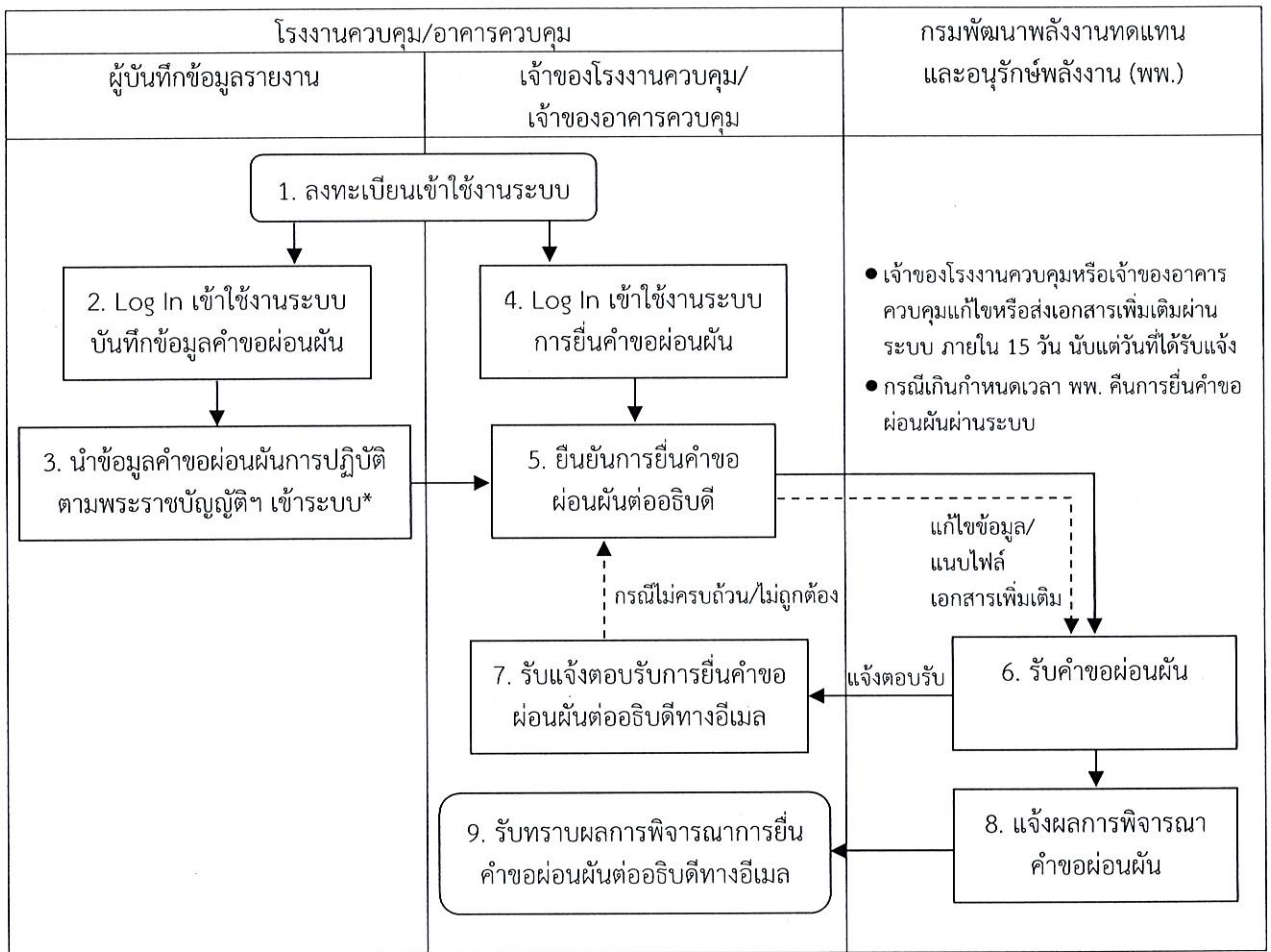 โรงงานควบคุม/อาคารควบคุม
กรมพัฒนาพลังงานทดแทน
และอนุรักษ์พลังงาน (พพ.)
ผู้บันทึกข้อมูลรายงาน
เจ้าของโรงงานควบคุม/
เจ้าของอาคารควบคุม
1. ลงทะเบียนเข้าใช้งานระบบ
2. Log In เข้าใช้งานระบบ
บันทึกข้อมูลคำขอผ่อนผัน
4. Log In เข้าใช้งานระบบ
การยื่นคำขอผ่อนผัน
● เจ้าของโรงงานควบคุมหรือเจ้าของอาคาร
ควบคุมแก้ไขหรือส่งเอกสารเพิ่มเติมผ่าน
ระบบ ภายใน 15 วัน นับแต่วันที่ได้รับแจ้ง
● กรณีเกินกำหนดเวลา พพ. คืนการยื่นคำขอ
ผ่อนผันผ่านระบบ
3. นำข้อมูลคำขอผ่อนผันการปฏิบัติ
ตามพระราชบัญญัติฯ เข้าระบบ*
5. ยืนยันการยื่นคำขอ
ผ่อนผันต่ออธิบดี
แก้ไขข้อมูล/
แนบไฟล์
เอกสารเพิ่มเติม
กรณีไม่ครบถ้วน/ไม่ถูกต้อง
7. รับแจ้งตอบรับการยื่นคำขอ
ผ่อนผันต่ออธิบดีทางอีเมล
แจ้งตอบรับ
6. รับคำขอผ่อนผัน
9. รับทราบผลการพิจารณาการยื่น
คำขอผ่อนผันต่ออธิบดีทางอีเมล
8. แจ้งผลการพิจารณา
คำขอผ่อนผัน